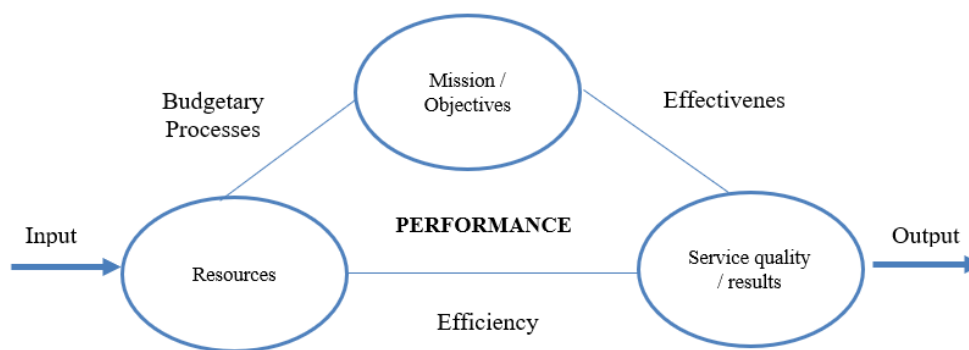 Mission /
Objectives
Budgetary
Processes
Effectivenes
PERFORMANCE
Input
Output
Resources
Service quality
/ results
Efficiency